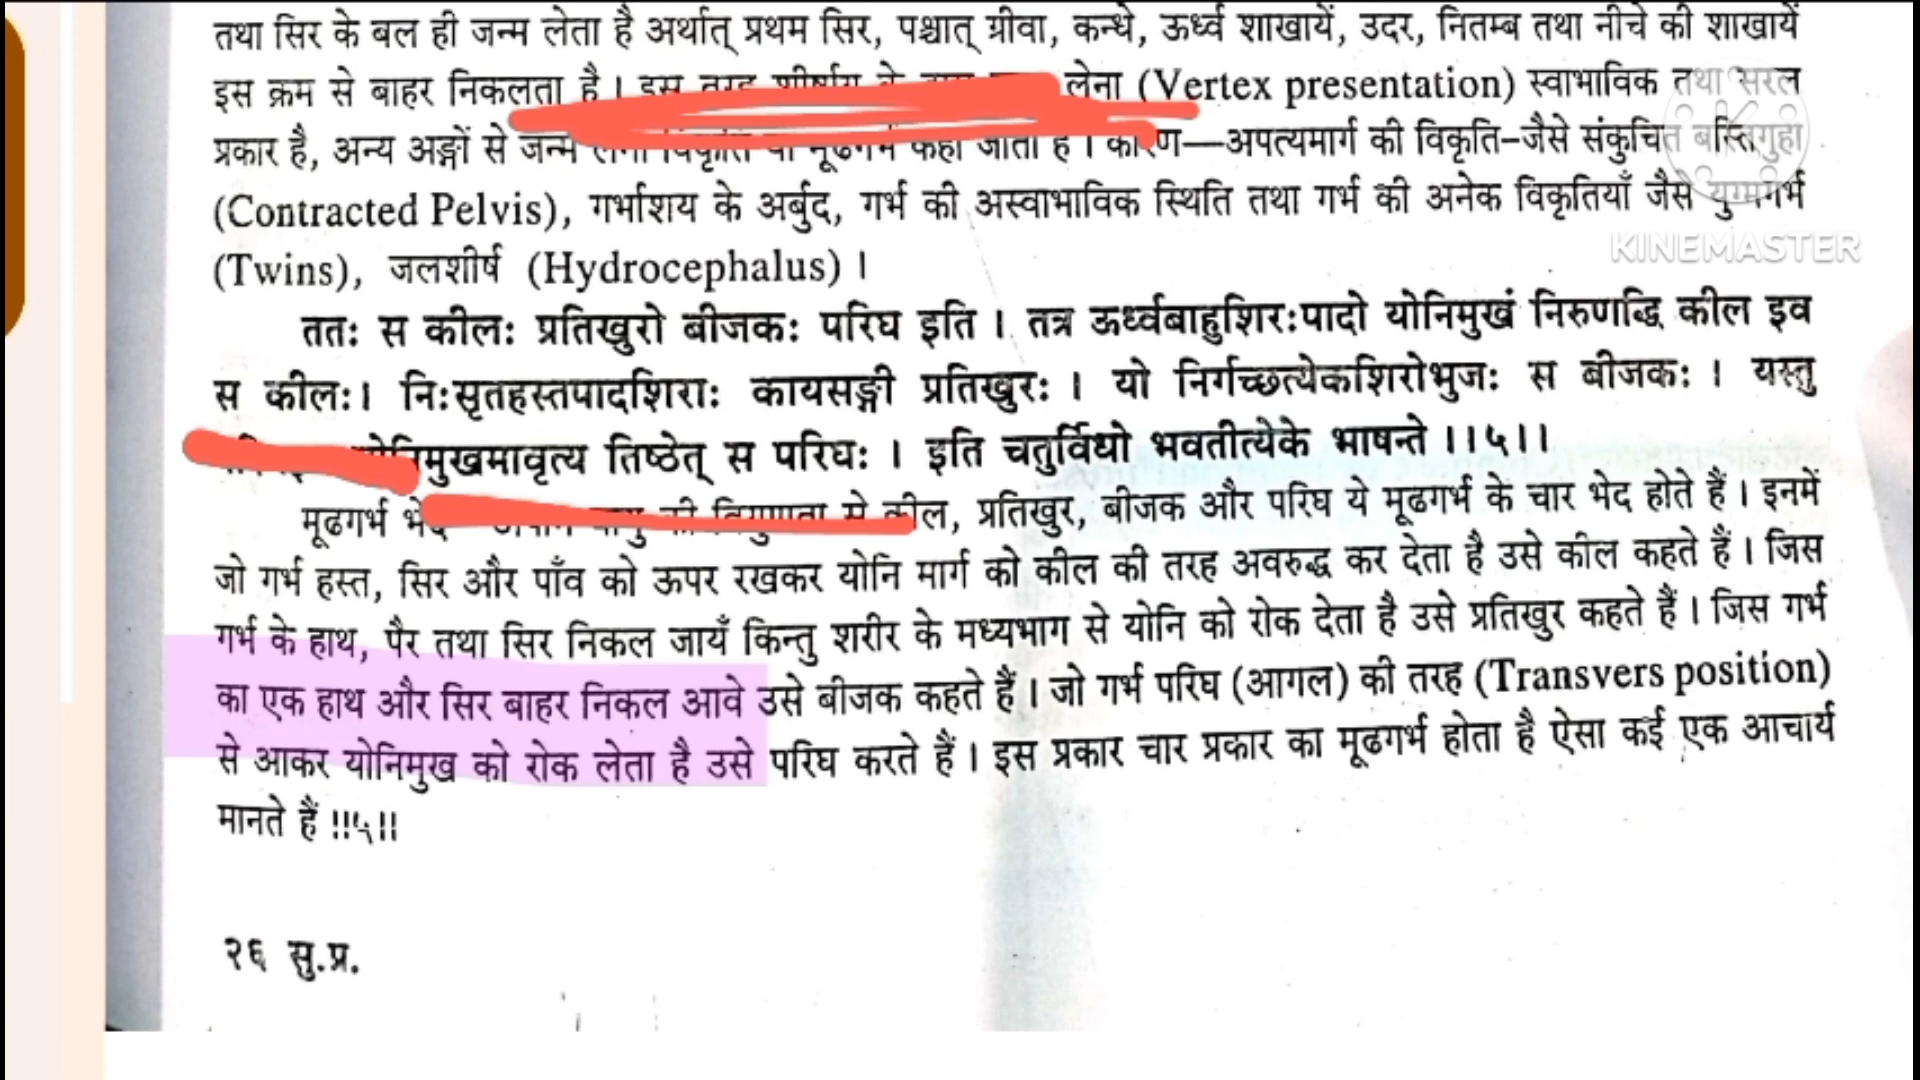 तथा सिर के बल ही जन्म लेता है अर्थात् प्रथम सिर, पश्चात् ग्रीवा, कन्धे, ऊर्ध्व शाखायें, उदर, नितम्ब तथा नीचे की शाखायें
इस क्रम से बाहर निकलता है । इस तरह लेना (Vertex presentation) स्वाभाविक तथा सरल
प्रकार है, अन्य अङ्गों से जन्म कहा जाता है । कारण—अपत्यमार्ग की विकृति-जैसे संकुचित बस्तिगुहा
(Contracted Pelvis), गर्भाशय के अर्बुद, गर्भ की अस्वाभाविक स्थिति तथा गर्भ की अनेक विकृतियाँ जैसे युग्मगर्भ
(Twins), जलशीर्ष (Hydrocephalus) ।
KINEMASTER
ततः स कीलः प्रतिखुरो बीजकः परिघ इति । तत्र ऊर्ध्वबाहुशिरःपादो योनिमुखं निरुणद्धि कील इव
स कीलः। निःसृतहस्तपादशिराः कायसङ्गी प्रतिखुरः । यो निर्गच्छत्येकशिरोभुजः स बीजकः । यस्तु
योनिमुखमावृत्य तिष्ठेत् स परिघः । इति चतुर्विधो भवतीत्येके भाषन्ते ।।५।।
मूढगर्भ भेद से कील, प्रतिखुर, बीजक और परिघ ये मूढगर्भ के चार भेद होते हैं । इनमें
जो गर्भ हस्त, सिर और पाँव को ऊपर रखकर योनि मार्ग को कील की तरह अवरुद्ध कर देता है उसे कील कहते हैं । जिस
गर्भ के हाथ, पैर तथा सिर निकल जायँ किन्तु शरीर के मध्यभाग से योनि को रोक देता है उसे प्रतिखुर कहते हैं । जिस गर्भ
का एक हाथ और सिर बाहर निकल आवे उसे बीजक कहते हैं । जो गर्भ परिघ (आगल) की तरह (Transvers position)
से आकर योनिमुख को रोक लेता है उसे परिघ करते हैं । इस प्रकार चार प्रकार का मूढगर्भ होता है ऐसा कई एक आचार्य
मानते हैं ।।५।।
२६ सु.प्र.